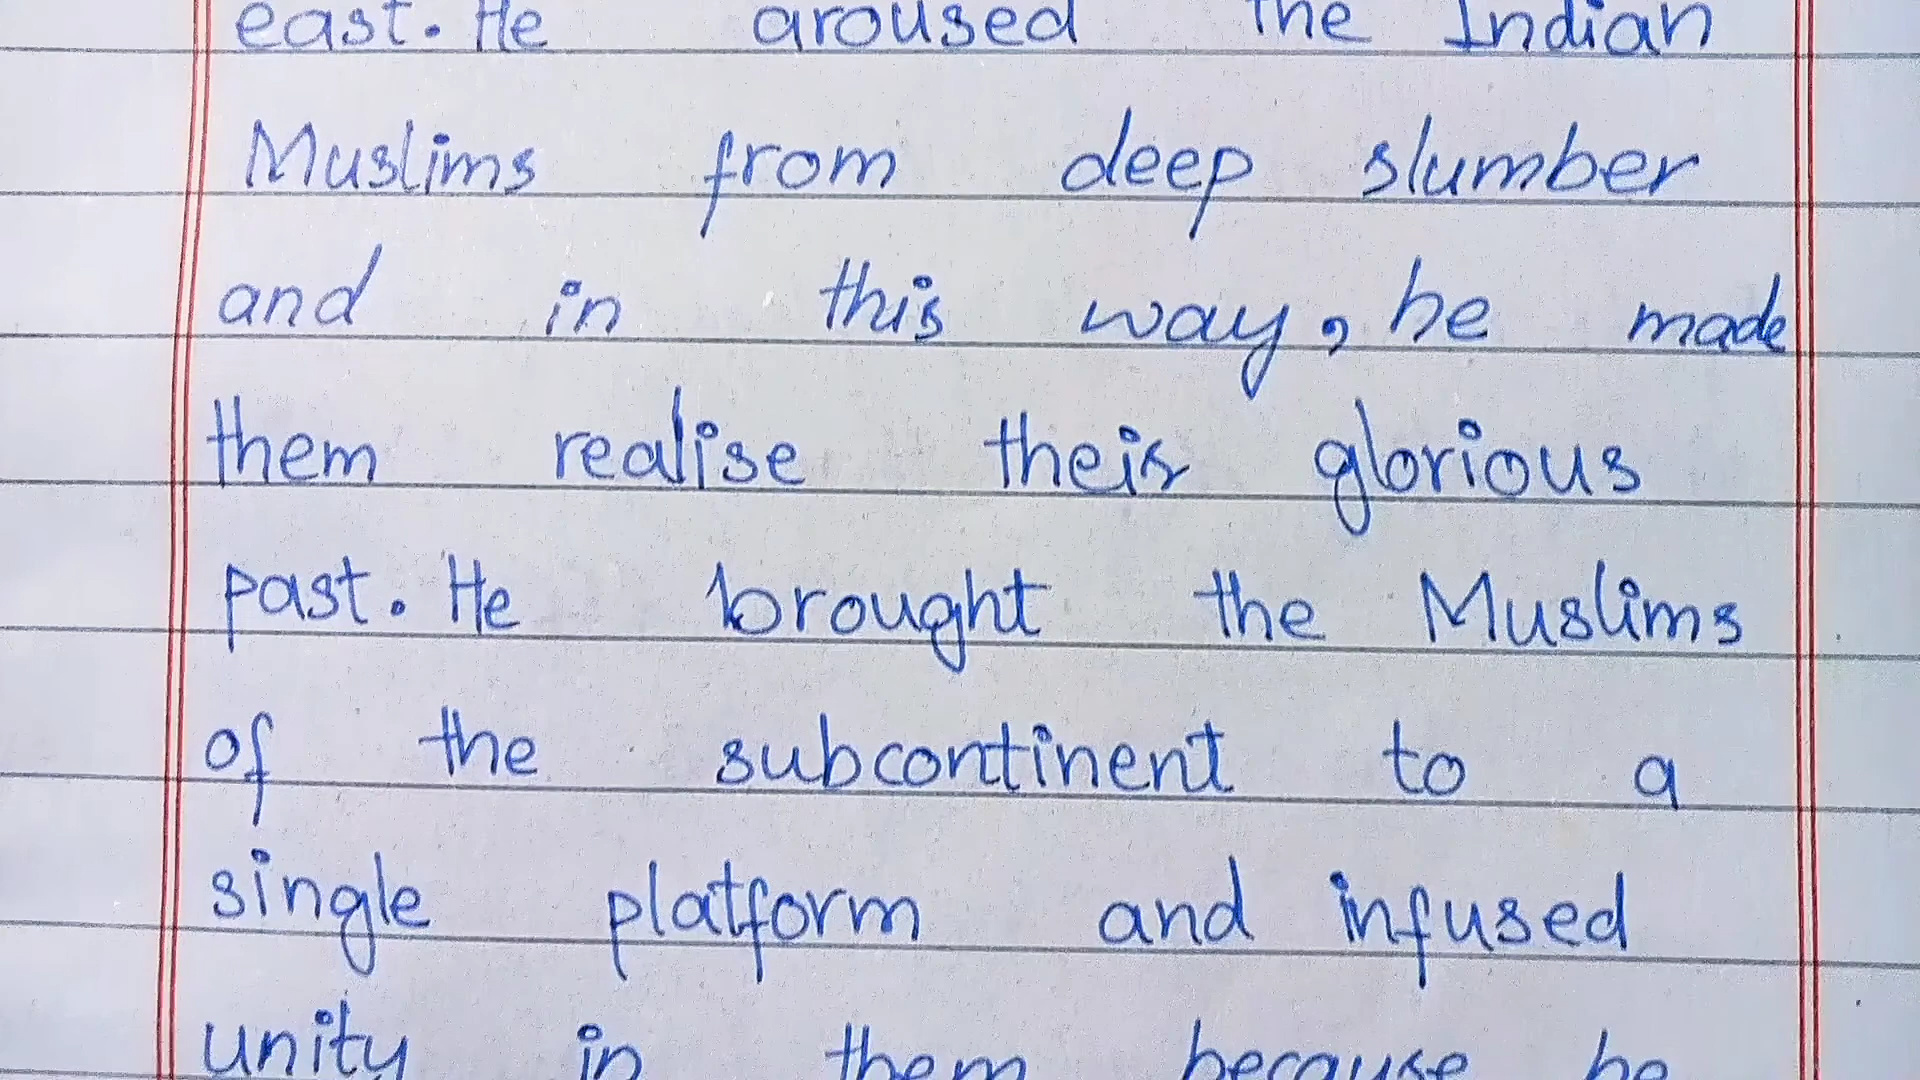 east. He aroused the Indian
Muslims from deep slumber
and in this way, he made
them realise their glorious
past. He brought the Muslims
of the subcontinent to a
single platform and infused
unity in them because he